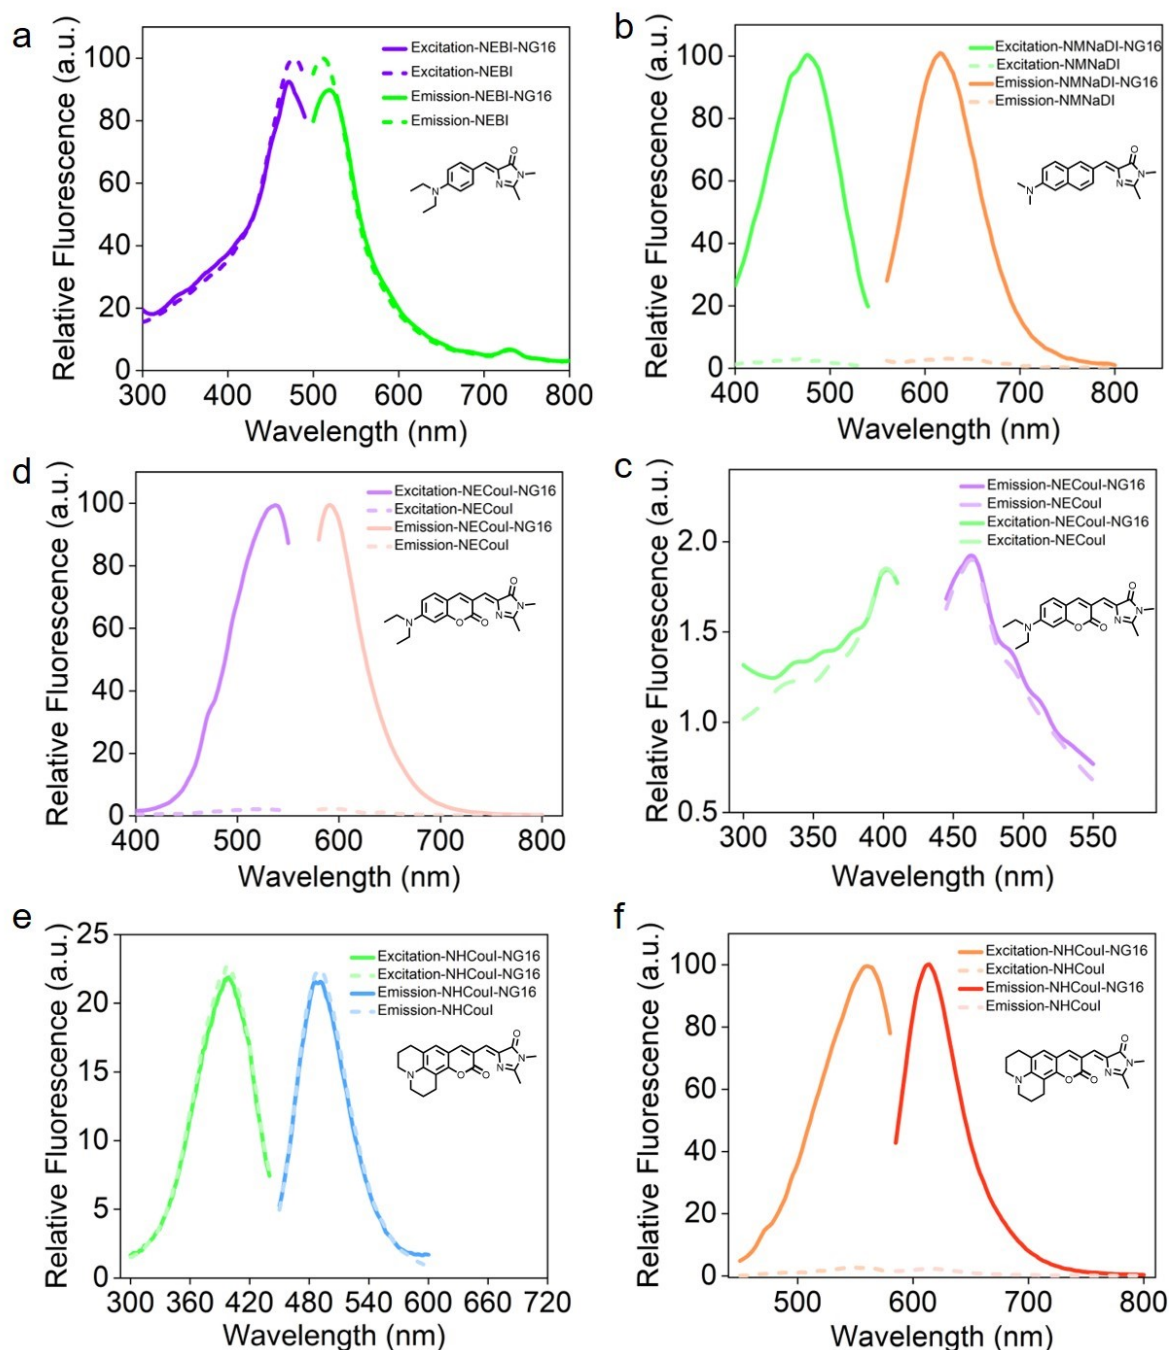 a
Relative Fluorescence (a.u.)
100
80
60
40
20
0
300 400 500 600 700 800
Wavelength (nm)
Excitation-NEBI-NG16
Excitation-NEBI
Emission-NEBI-NG16
Emission-NEBI
N
O
N
N
b
Relative Fluorescence (a.u.)
100
80
60
40
20
0
400 500 600 700 800
Wavelength (nm)
Excitation-NMNaDI-NG16
Excitation-NMNaDI
Emission-NMNaDI-NG16
Emission-NMNaDI
N
O
N
N
d
Relative Fluorescence (a.u.)
100
80
60
40
20
0
400 500 600 700 800
Wavelength (nm)
Excitation-NECouI-NG16
Excitation-NECouI
Emission-NECouI-NG16
Emission-NECouI
N
O
O
O
N
N
c
Relative Fluorescence (a.u.)
2.0
1.5
1.0
0.5
300 350 400 450 500 550
Wavelength (nm)
Emission-NECouI-NG16
Emission-NECouI
Excitation-NECouI-NG16
Excitation-NECouI
N
O
O
O
N
N
e
Relative Fluorescence (a.u.)
25
20
15
10
5
0
300 360 420 480 540 600 660 720
Wavelength (nm)
Excitation-NHCouI-NG16
Excitation-NHCouI-NG16
Emission-NHCouI-NG16
Emission-NHCouI
N
O
O
O
N
N
f
Relative Fluorescence (a.u.)
100
80
60
40
20
0
500 600 700 800
Wavelength (nm)
Excitation-NHCouI-NG16
Excitation-NHCouI
Emission-NHCouI-NG16
Emission-NHCouI
N
O
O
O
N
N